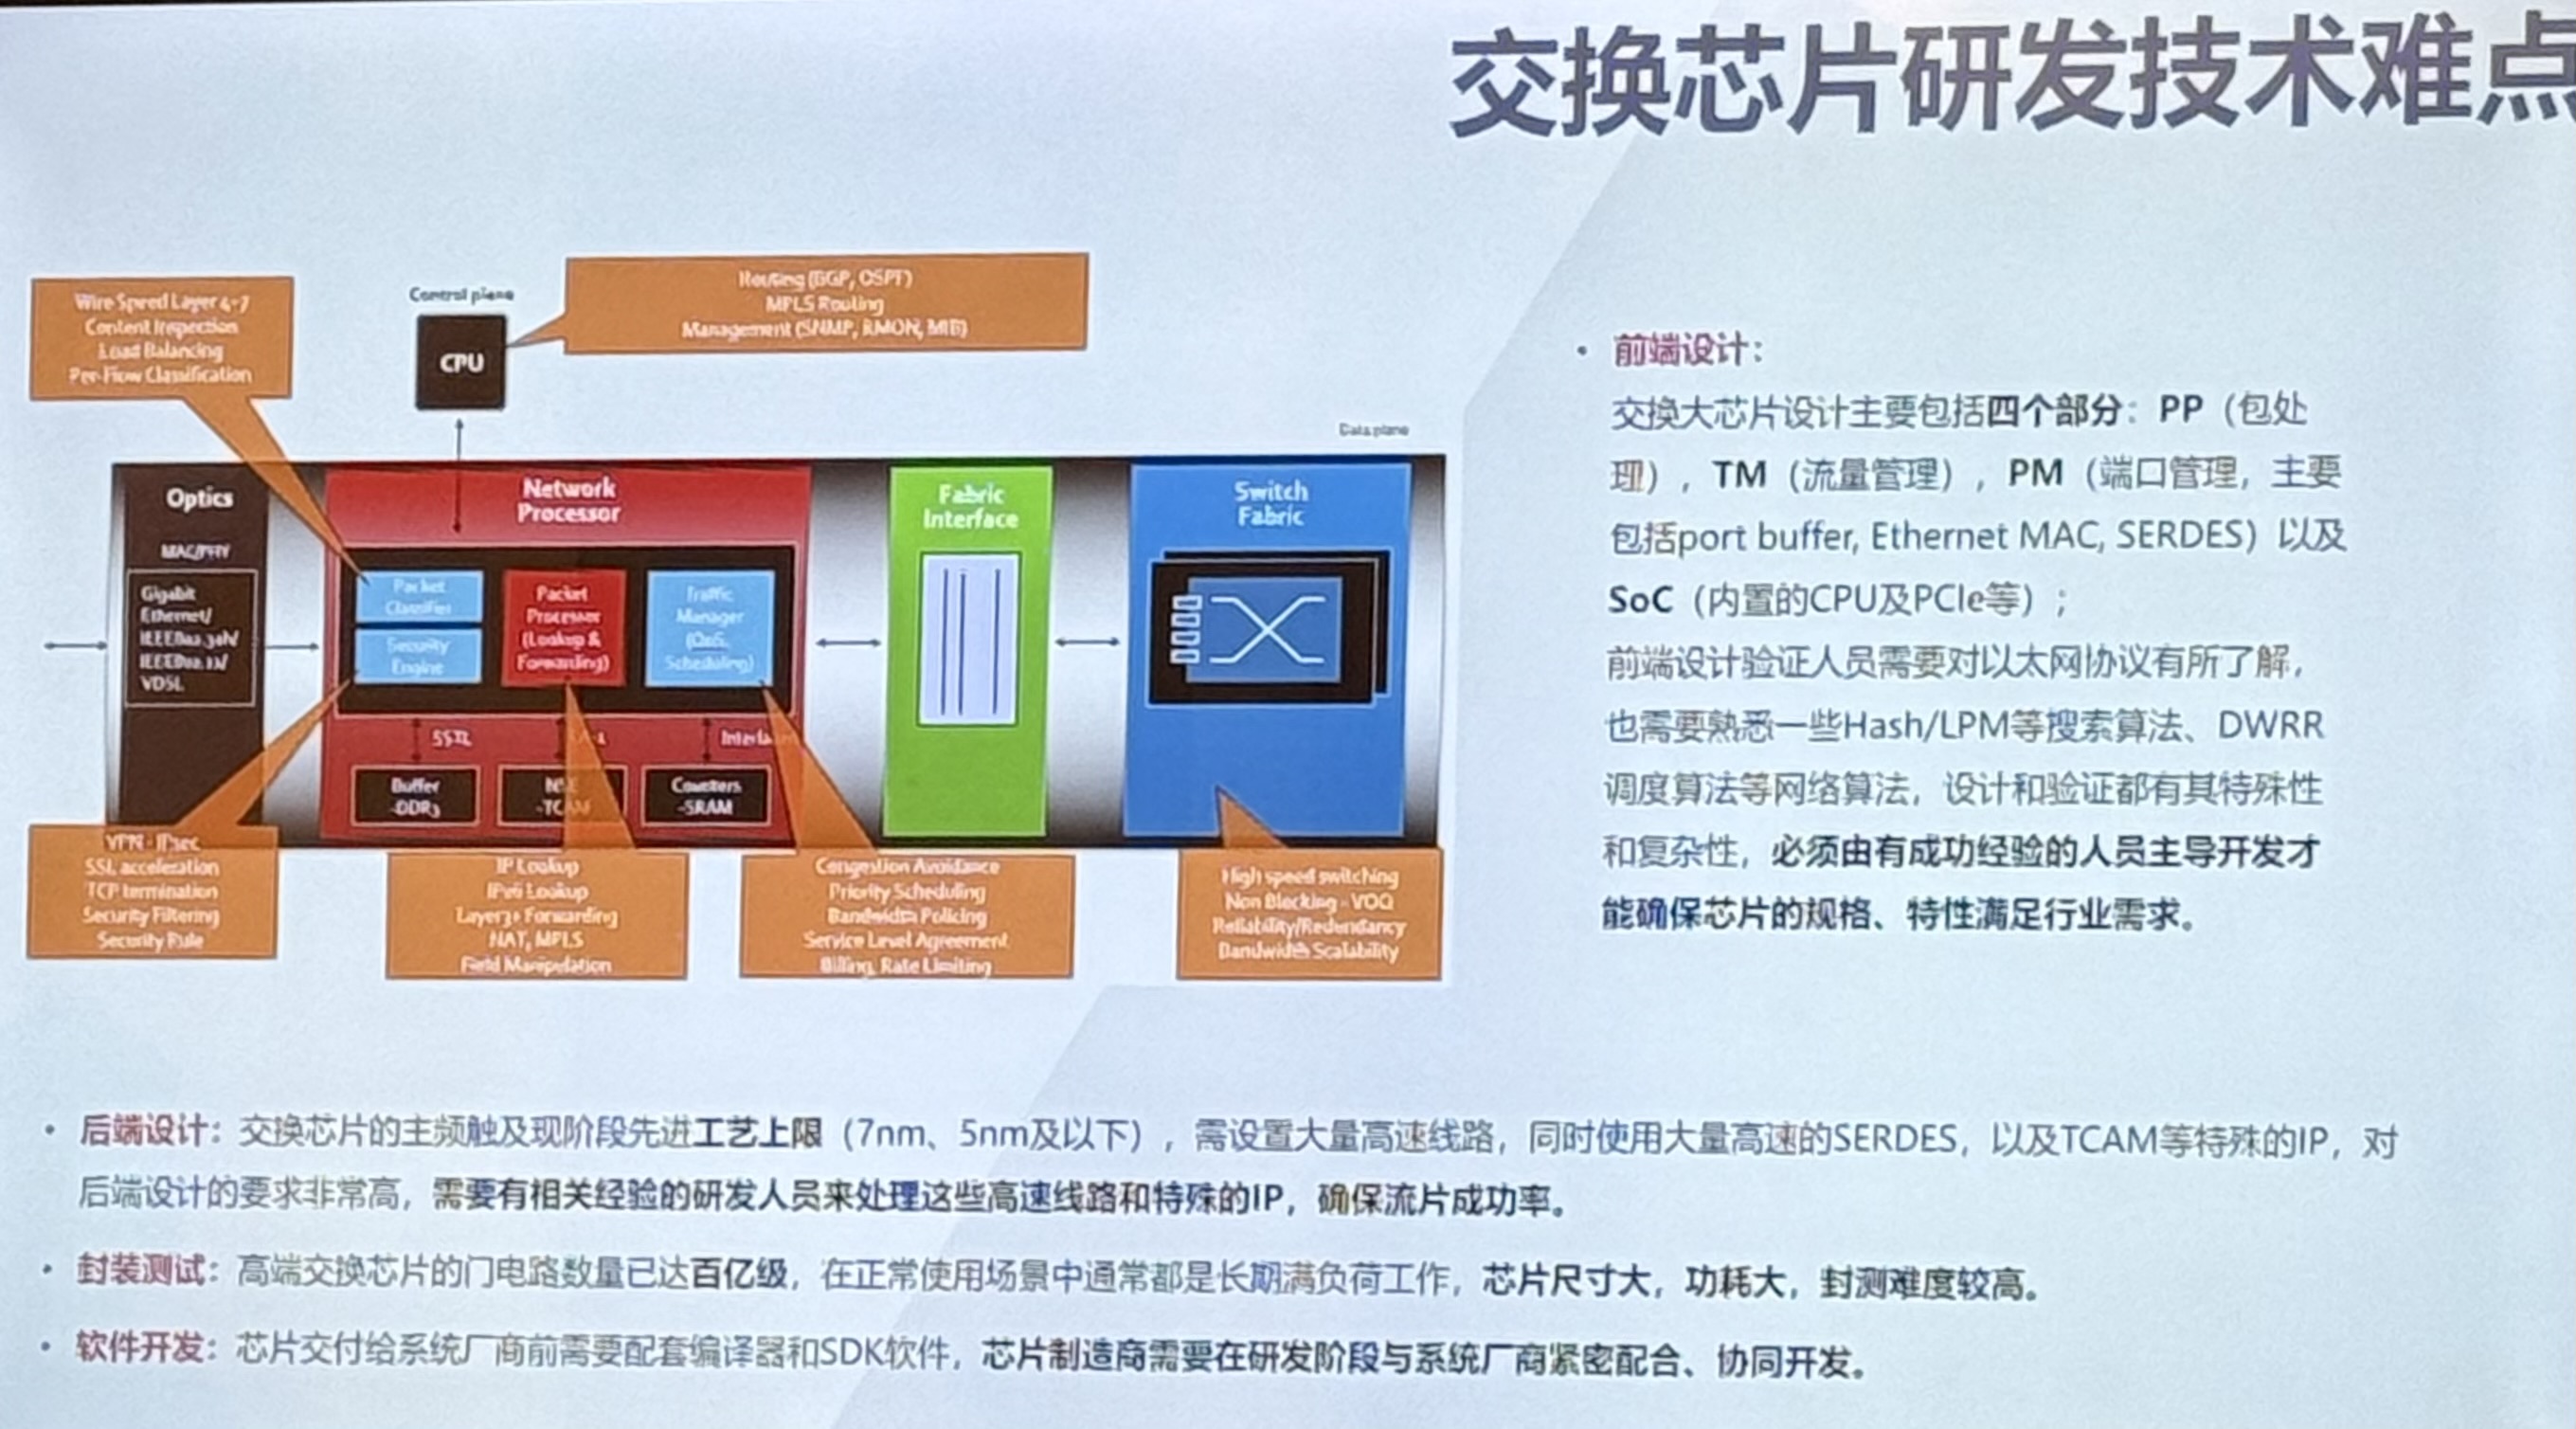 交换芯片研发技术难点
Wire Speed Layer 4-7
Content Inspection
Load Balancing
Per-Flow Classification
Control plane
CPU
Routing (BGP, OSPF)
MPLS Routing
Management (SNMP, RMON, MIB)
Data plane
Optics
MAC/PHY
Gigabit
Ethernet/
VDSL
Network
Processor
Packet
Classifier
Security
Engine
Packet
Processor
(Lookup &
Forwarding)
Traffic
Manager
(QoS,
Scheduling)
Buffer
-DDR3
Counters
-SRAM
Fabric
Interface
Switch
Fabric
VPN - IPsec
SSL acceleration
TCP termination
Security Filtering
Security Rule
IP Lookup
IPv6 Lookup
Layer3+ Forwarding
NAT, MPLS
Field Manipulation
Congestion Avoidance
Priority Scheduling
Bandwidth Policing
Service Level Agreement
Billing, Rate Limiting
High speed switching
Non Blocking - VOQ
Reliability/Redundancy
Bandwidth Scalability
• 前端设计：
交换大芯片设计主要包括四个部分：PP（包处
理），TM（流量管理），PM（端口管理，主要
包括port buffer, Ethernet MAC, SERDES）以及
SoC（内置的CPU及PCIe等）；
前端设计验证人员需要对以太网协议有所了解，
也需要熟悉一些Hash/LPM等搜索算法、DWRR
调度算法等网络算法，设计和验证都有其特殊性
和复杂性，必须由有成功经验的人员主导开发才
能确保芯片的规格、特性满足行业需求。
• 后端设计：交换芯片的主频触及现阶段先进工艺上限（7nm、5nm及以下），需设置大量高速线路，同时使用大量高速的SERDES，以及TCAM等特殊的IP，对
后端设计的要求非常高，需要有相关经验的研发人员来处理这些高速线路和特殊的IP，确保流片成功率。
• 封装测试：高端交换芯片的门电路数量已达百亿级，在正常使用场景中通常都是长期满负荷工作，芯片尺寸大，功耗大，封测难度较高。
• 软件开发：芯片交付给系统厂商前需要配套编译器和SDK软件，芯片制造商需要在研发阶段与系统厂商紧密配合、协同开发。